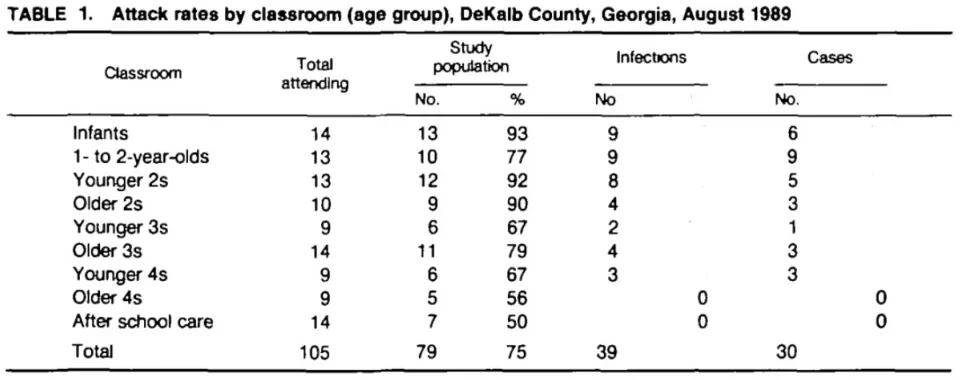 TABLE 1. Attack rates by classroom (age group), DeKalb County, Georgia, August 1989
Classroom Total attending Study population Infections Cases
No. % No No.
Infants 14 13 93 9 6
1- to 2-year-olds 13 10 77 9 9
Younger 2s 13 12 92 8 5
Older 2s 10 9 90 4 3
Younger 3s 9 6 67 2 1
Older 3s 14 11 79 4 3
Younger 4s 9 6 67 3 3
Older 4s 9 5 56 0 0
After school care 14 7 50 0 0
Total 105 79 75 39 30